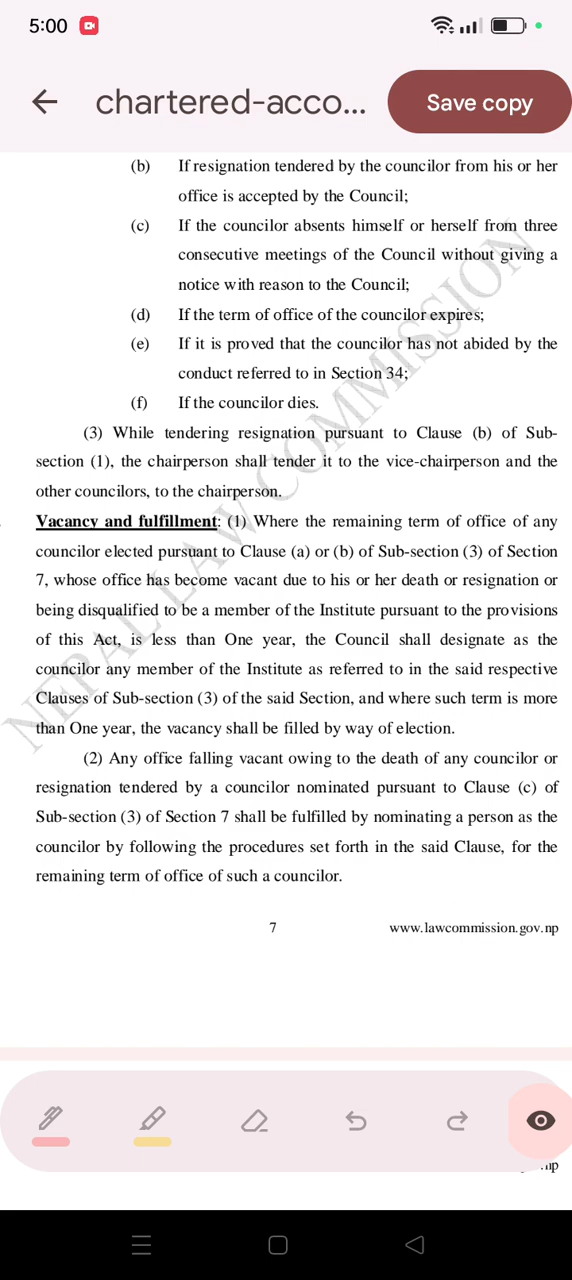 5:00
chartered-acco...
Save copy
(b) If resignation tendered by the councilor from his or her
office is accepted by the Council;
(c) If the councilor absents himself or herself from three
consecutive meetings of the Council without giving a
notice with reason to the Council;
(d) If the term of office of the councilor expires;
(e) If it is proved that the councilor has not abided by the
conduct referred to in Section 34;
(f) If the councilor dies.
(3) While tendering resignation pursuant to Clause (b) of Sub-
section (1), the chairperson shall tender it to the vice-chairperson and the
other councilors, to the chairperson.
Vacancy and fulfillment: (1) Where the remaining term of office of any
councilor elected pursuant to Clause (a) or (b) of Sub-section (3) of Section
7, whose office has become vacant due to his or her death or resignation or
being disqualified to be a member of the Institute pursuant to the provisions
of this Act, is less than One year, the Council shall designate as the
councilor any member of the Institute as referred to in the said respective
Clauses of Sub-section (3) of the said Section, and where such term is more
than One year, the vacancy shall be filled by way of election.
(2) Any office falling vacant owing to the death of any councilor or
resignation tendered by a councilor nominated pursuant to Clause (c) of
Sub-section (3) of Section 7 shall be fulfilled by nominating a person as the
councilor by following the procedures set forth in the said Clause, for the
remaining term of office of such a councilor.
7 www.lawcommission.gov.np
NEPAL LAW COMMISSION